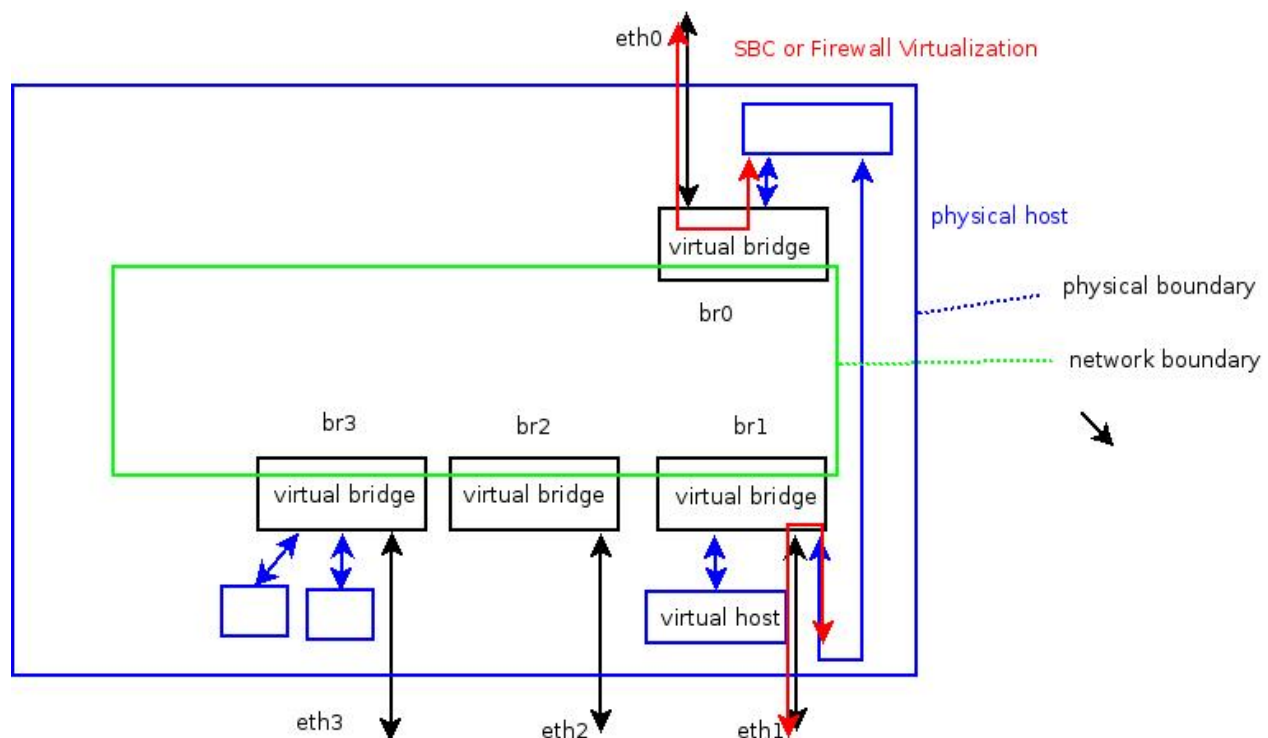 eth0
SBC or Firewall Virtualization
physical host
virtual bridge
br0
physical boundary
network boundary
br3
br2
br1
virtual bridge
virtual bridge
virtual bridge
virtual host
eth3
eth2
eth1